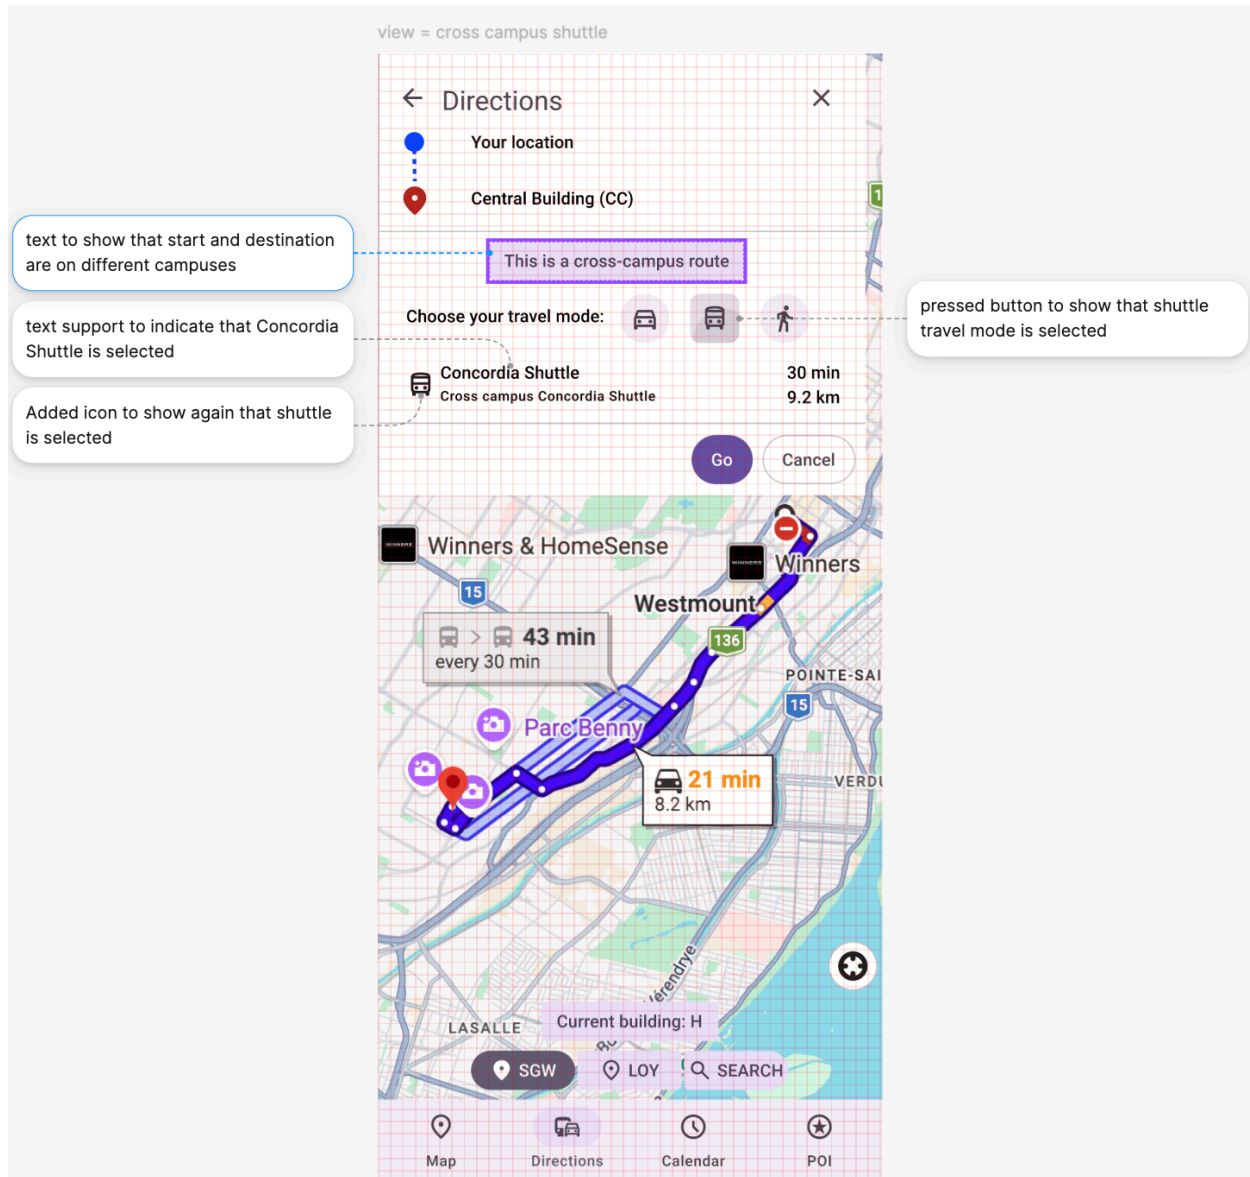 view = cross campus shuttle
Directions
Your location
Central Building (CC)
text to show that start and destination
are on different campuses
This is a cross-campus route
text support to indicate that Concordia
Shuttle is selected
Choose your travel mode:
pressed button to show that shuttle
travel mode is selected
Added icon to show again that shuttle
is selected
Concordia Shuttle
30 min
Cross campus Concordia Shuttle
9.2 km
Go
Cancel
WINNERS
Winners & HomeSense
WINNERS
Winners
15
Westmount
136
43 min
every 30 min
POINTE-SAI
15
Parc Benny
21 min
8.2 km
VERDU
Vérendrye
LASALLE
Current building: H
SGW
LOY
SEARCH
Map
Directions
Calendar
POI